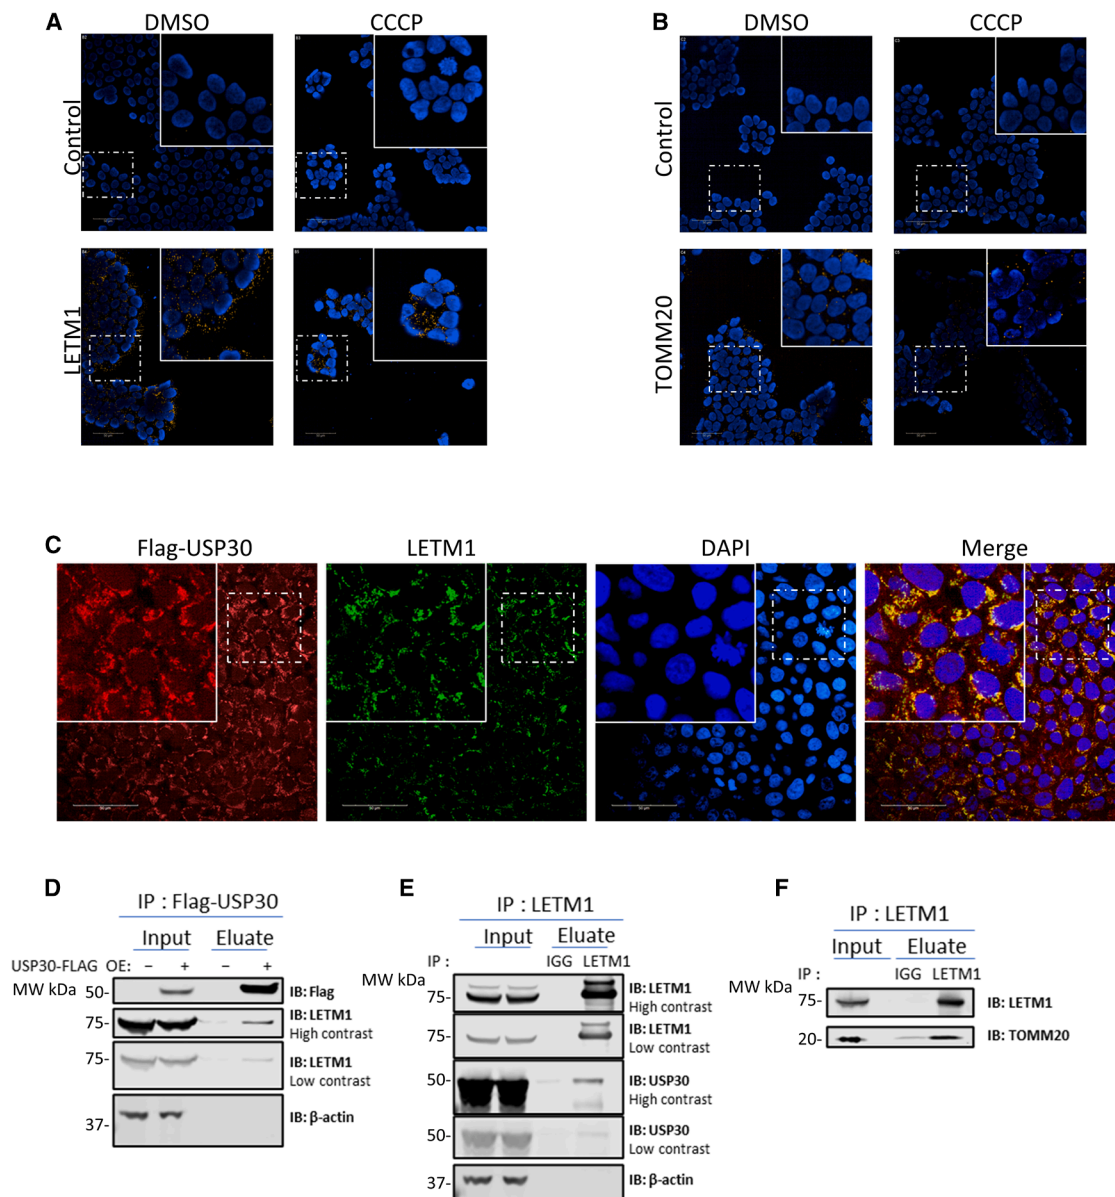 A
DMSO
CCCP
Control
LETM1
B
DMSO
CCCP
Control
TOMM20
C
Flag-USP30
LETM1
DAPI
Merge
D
IP : Flag-USP30
Input Eluate
USP30-FLAG OE: – + – +
MW kDa
50- IB: Flag
75- IB: LETM1
High contrast
75- IB: LETM1
Low contrast
37- IB: β-actin
E
IP : LETM1
Input Eluate
IP : IGG LETM1
MW kDa
75- IB: LETM1
High contrast
75- IB: LETM1
Low contrast
50- IB: USP30
High contrast
50- IB: USP30
Low contrast
37- IB: β-actin
F
IP : LETM1
Input Eluate
IP : IGG LETM1
MW kDa
75- IB: LETM1
20- IB: TOMM20